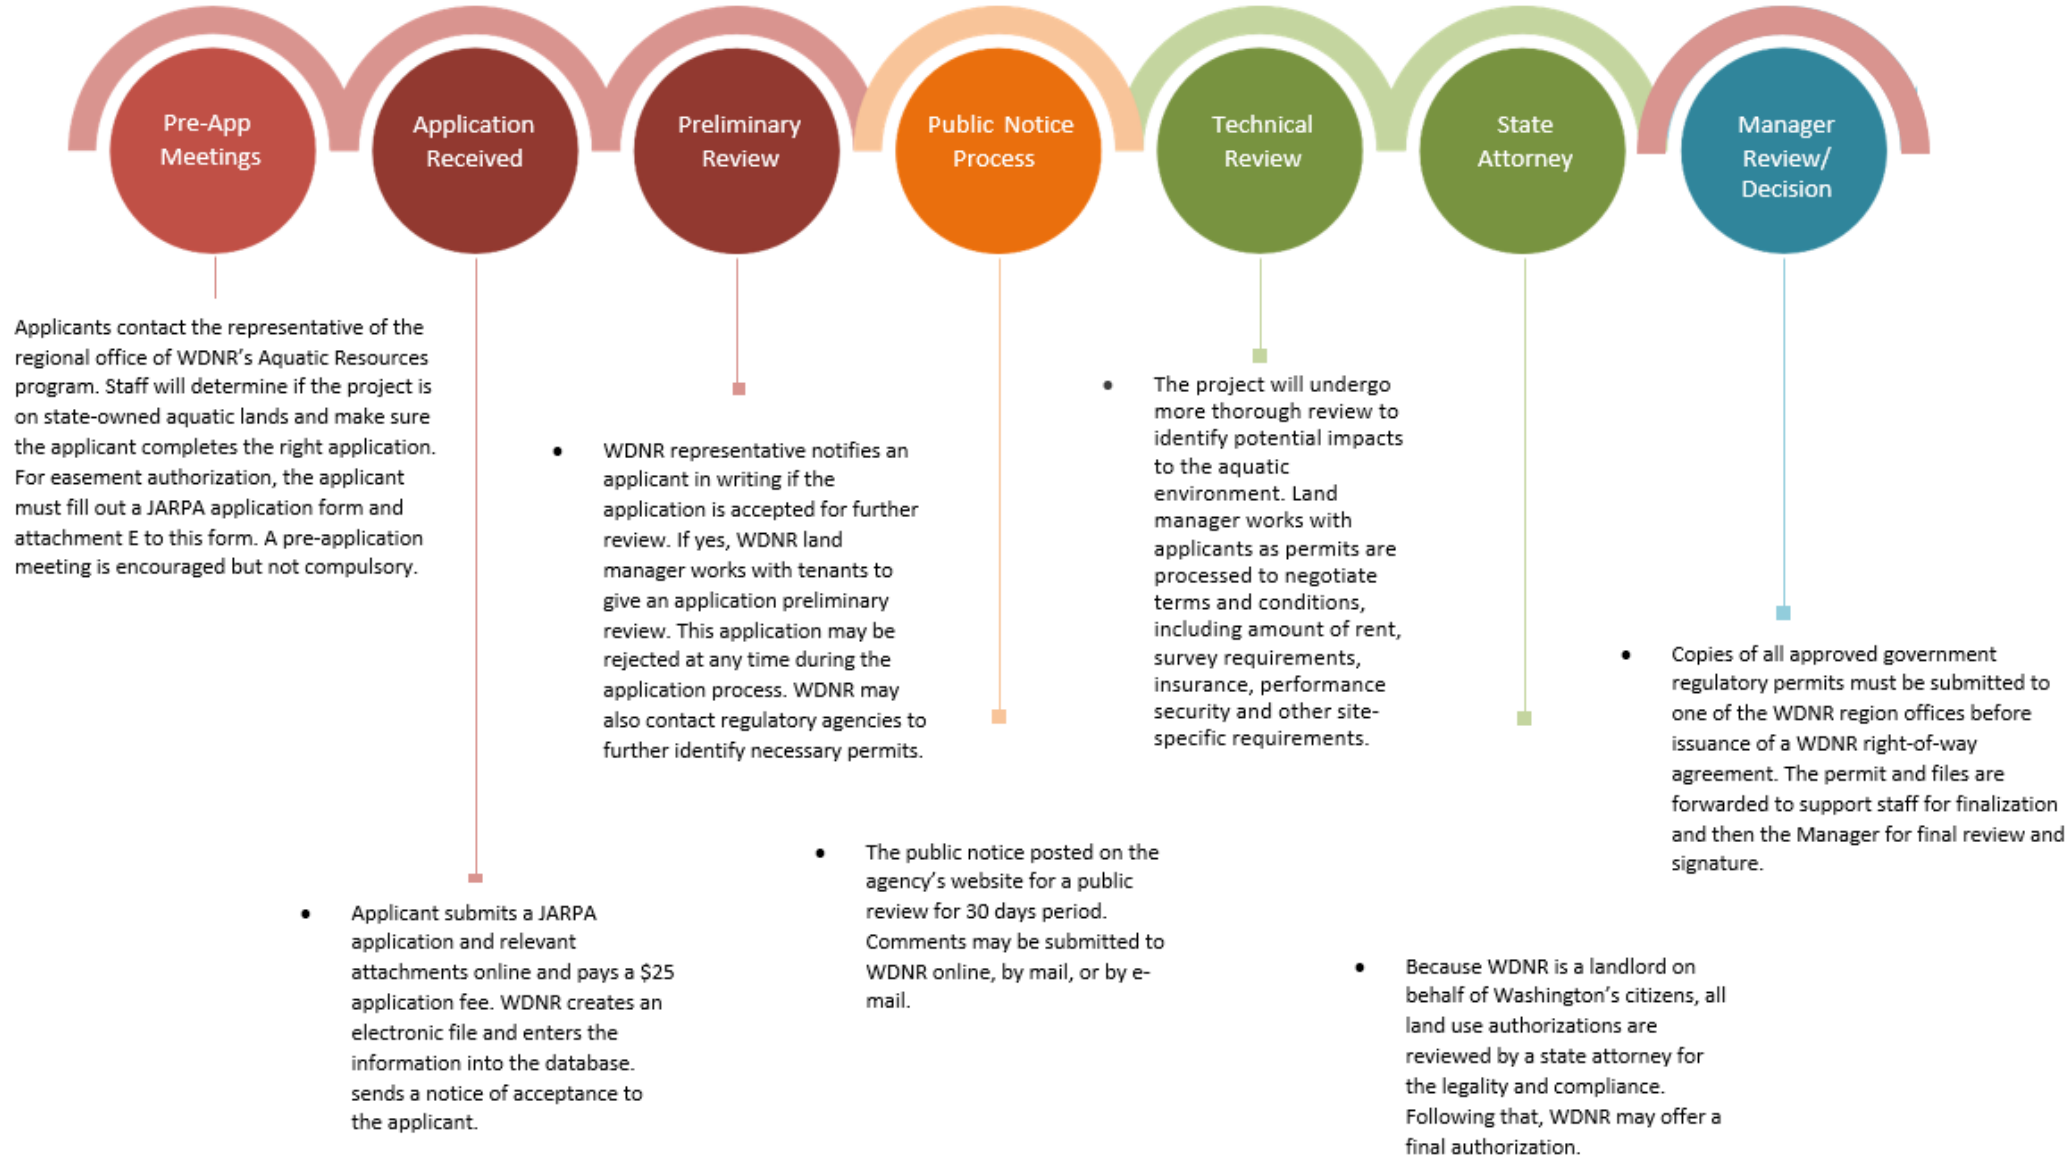 Pre-App
Meetings
Application
Received
Preliminary
Review
Public Notice
Process
Technical
Review
State
Attorney
Manager
Review/
Decision
Applicants contact the representative of the
regional office of WDNR's Aquatic Resources
program. Staff will determine if the project is
on state-owned aquatic lands and make sure
the applicant completes the right application.
For easement authorization, the applicant
must fill out a JARPA application form and
attachment E to this form. A pre-application
meeting is encouraged but not compulsory.
• Applicant submits a JARPA
application and relevant
attachments online and pays a $25
application fee. WDNR creates an
electronic file and enters the
information into the database.
sends a notice of acceptance to
the applicant.
• WDNR representative notifies an
applicant in writing if the
application is accepted for further
review. If yes, WDNR land
manager works with tenants to
give an application preliminary
review. This application may be
rejected at any time during the
application process. WDNR may
also contact regulatory agencies to
further identify necessary permits.
• The public notice posted on the
agency's website for a public
review for 30 days period.
Comments may be submitted to
WDNR online, by mail, or by e-
mail.
• The project will undergo
more thorough review to
identify potential impacts
to the aquatic
environment. Land
manager works with
applicants as permits are
processed to negotiate
terms and conditions,
including amount of rent,
survey requirements,
insurance, performance
security and other site-
specific requirements.
• Because WDNR is a landlord on
behalf of Washington's citizens, all
land use authorizations are
reviewed by a state attorney for
the legality and compliance.
Following that, WDNR may offer a
final authorization.
• Copies of all approved government
regulatory permits must be submitted to
one of the WDNR region offices before
issuance of a WDNR right-of-way
agreement. The permit and files are
forwarded to support staff for finalization
and then the Manager for final review and
signature.